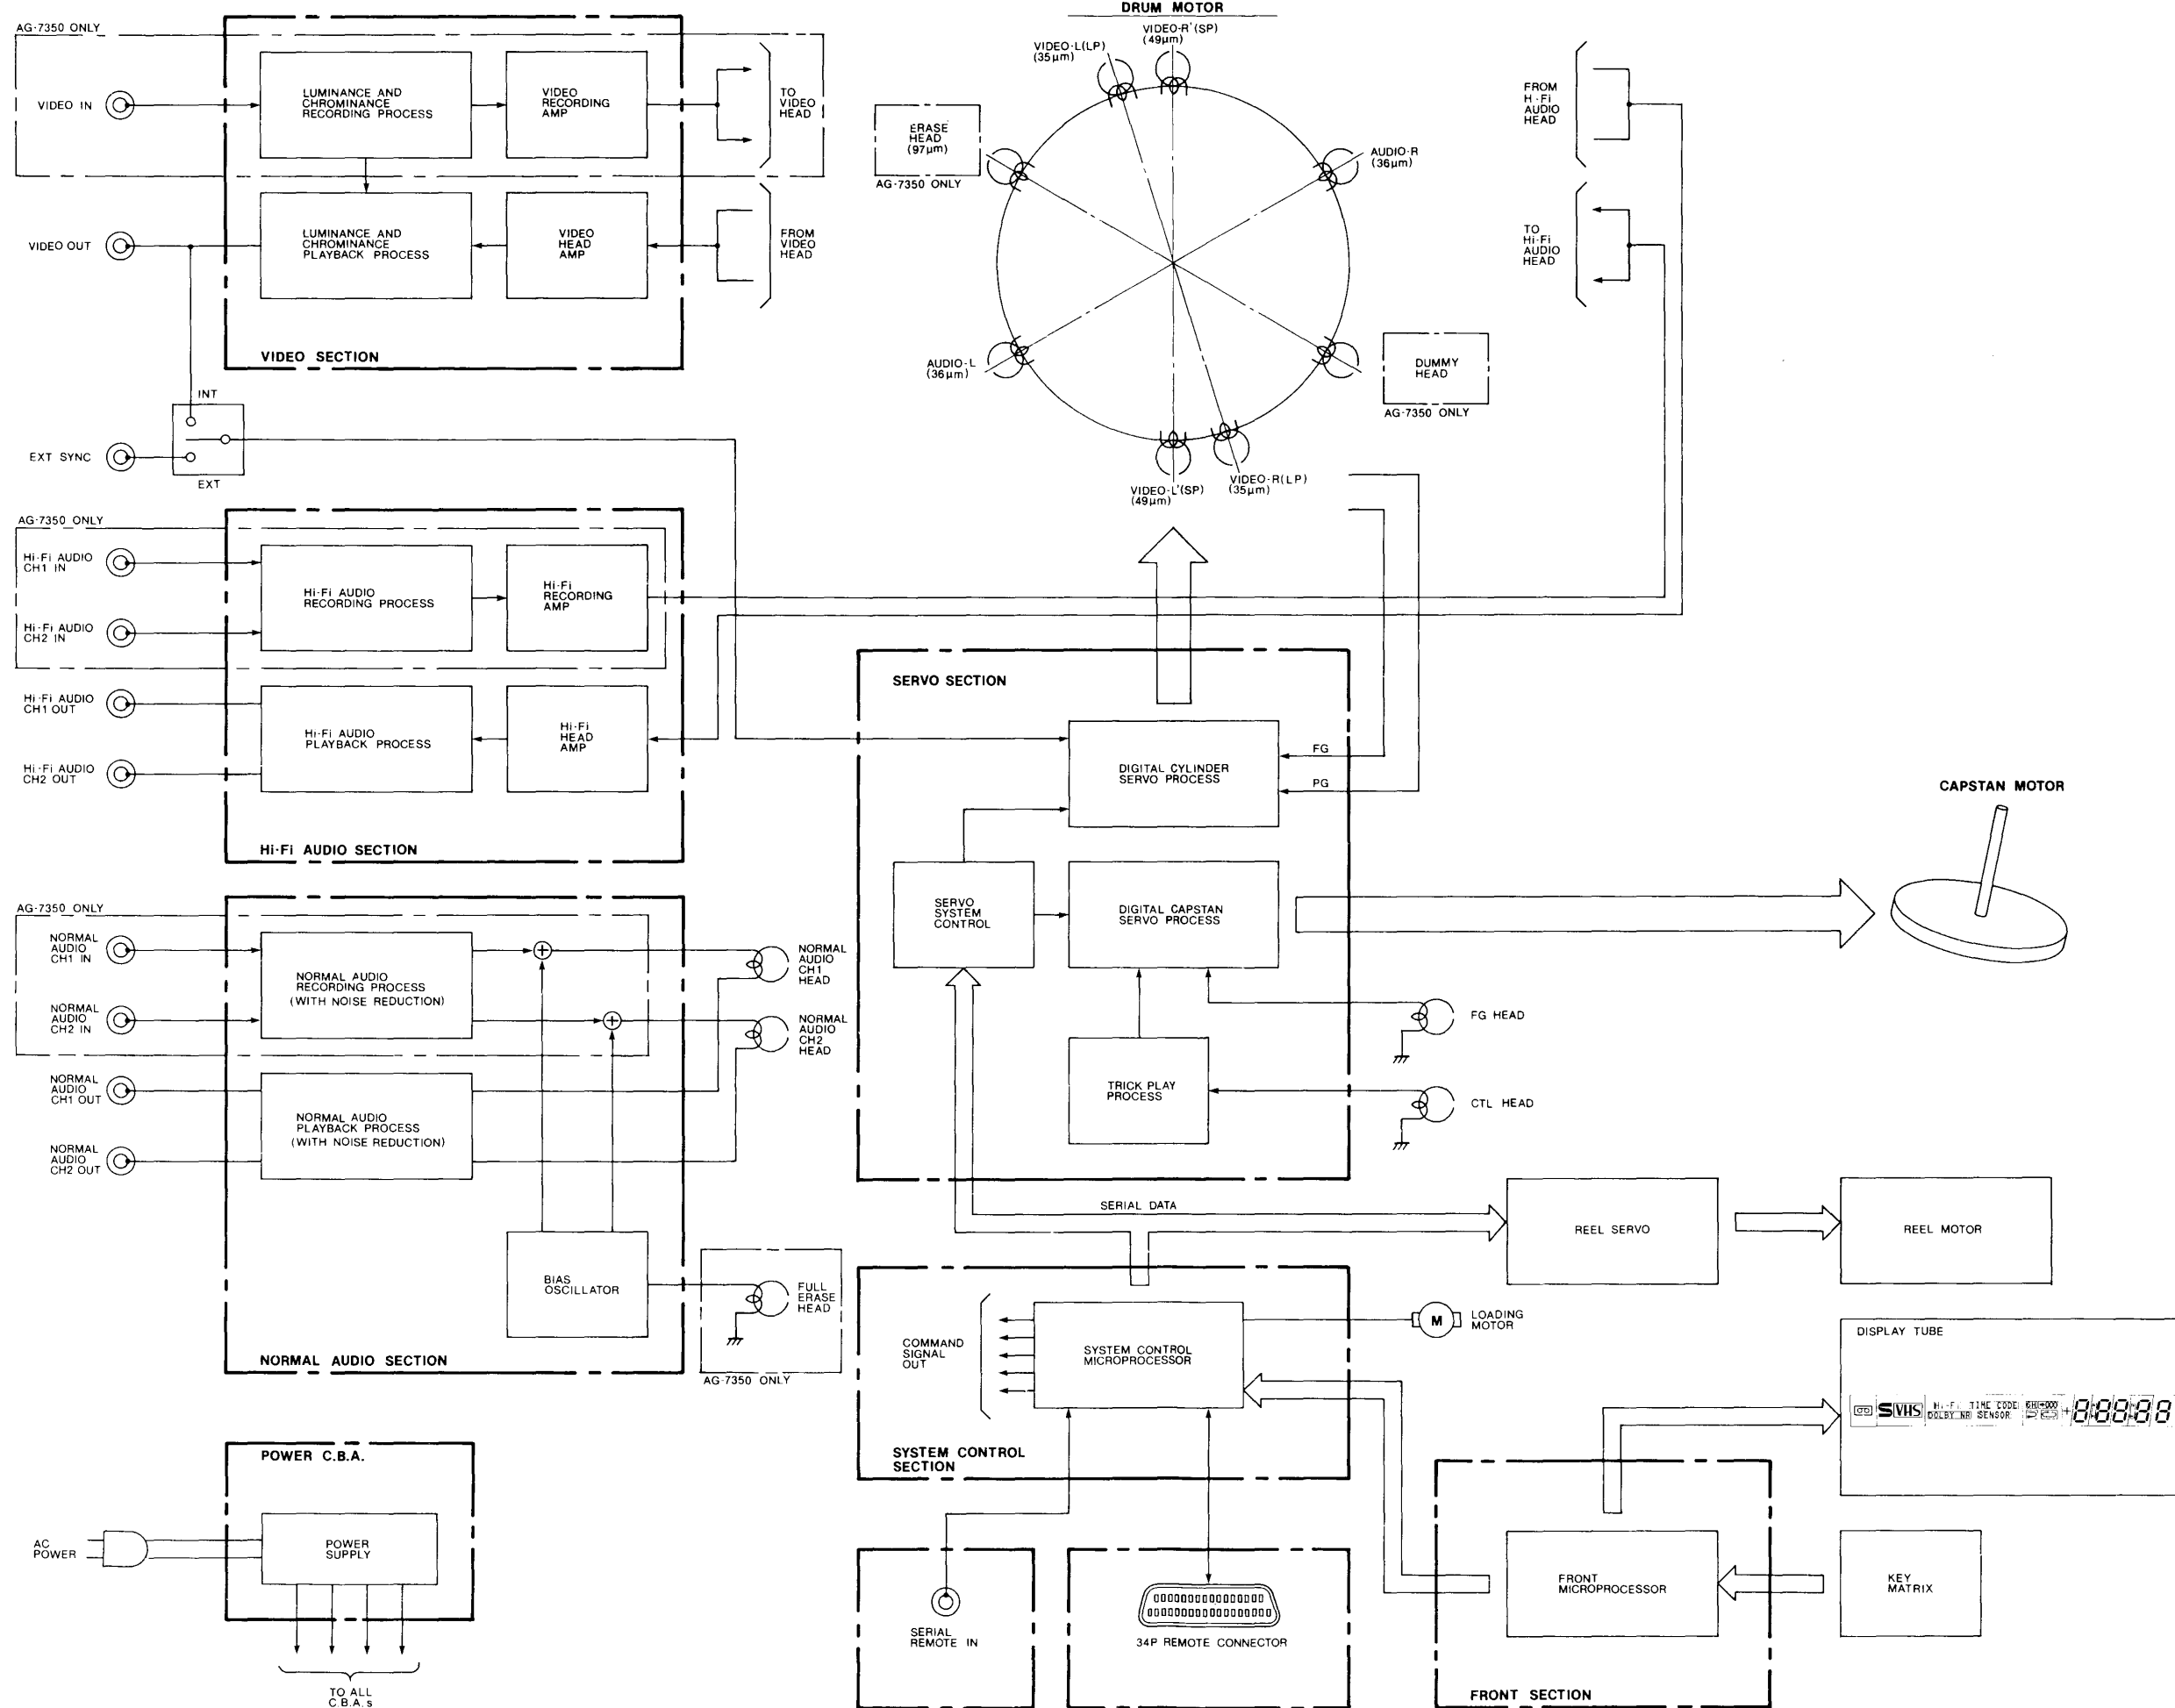 DRUM MOTOR
AG-7350 ONLY
VIDEO IN
LUMINANCE AND
CHROMINANCE
RECORDING PROCESS
VIDEO
RECORDING
AMP
TO
VIDEO
HEAD
VIDEO OUT
LUMINANCE AND
CHROMINANCE
PLAYBACK PROCESS
VIDEO
HEAD
AMP
FROM
VIDEO
HEAD
VIDEO SECTION
INT
EXT SYNC
EXT
VIDEO-L(LP)
(35μm)
VIDEO-R'(SP)
(49μm)
ERASE
HEAD
(97μm)
AG-7350 ONLY
AUDIO-R
(36μm)
AUDIO-L
(36μm)
DUMMY
HEAD
AG-7350 ONLY
VIDEO-L'(SP)
(49μm)
VIDEO-R(LP)
(35μm)
FROM
H-Fi
AUDIO
HEAD
TO
Hi-Fi
AUDIO
HEAD
AG-7350 ONLY
Hi-Fi AUDIO
CH1 IN
Hi-Fi AUDIO
CH2 IN
Hi-Fi AUDIO
RECORDING PROCESS
Hi-Fi
RECORDING
AMP
Hi-Fi AUDIO
CH1 OUT
Hi-Fi AUDIO
CH2 OUT
Hi-Fi AUDIO
PLAYBACK PROCESS
Hi-Fi
HEAD
AMP
Hi-Fi AUDIO SECTION
SERVO SECTION
DIGITAL CYLINDER
SERVO PROCESS
FG
PG
SERVO
SYSTEM
CONTROL
DIGITAL CAPSTAN
SERVO PROCESS
TRICK PLAY
PROCESS
CAPSTAN MOTOR
FG HEAD
CTL HEAD
AG-7350 ONLY
NORMAL
AUDIO
CH1 IN
NORMAL
AUDIO
CH2 IN
NORMAL AUDIO
RECORDING PROCESS
(WITH NOISE REDUCTION)
NORMAL
AUDIO
CH1
HEAD
NORMAL
AUDIO
CH2
HEAD
NORMAL
AUDIO
CH1 OUT
NORMAL
AUDIO
CH2 OUT
NORMAL AUDIO
PLAYBACK PROCESS
(WITH NOISE REDUCTION)
BIAS
OSCILLATOR
FULL
ERASE
HEAD
AG-7350 ONLY
NORMAL AUDIO SECTION
SERIAL DATA
REEL SERVO
REEL MOTOR
COMMAND
SIGNAL
OUT
SYSTEM CONTROL
MICROPROCESSOR
M
LOADING
MOTOR
SYSTEM CONTROL
SECTION
DISPLAY TUBE
S VHS
Hi-Fi TIME CODE
DOLBY NR SENSOR
+ 8:88:88
POWER C.B.A.
AC
POWER
POWER
SUPPLY
TO ALL
C.B.A.s
SERIAL
REMOTE IN
34P REMOTE CONNECTOR
FRONT
MICROPROCESSOR
KEY
MATRIX
FRONT SECTION